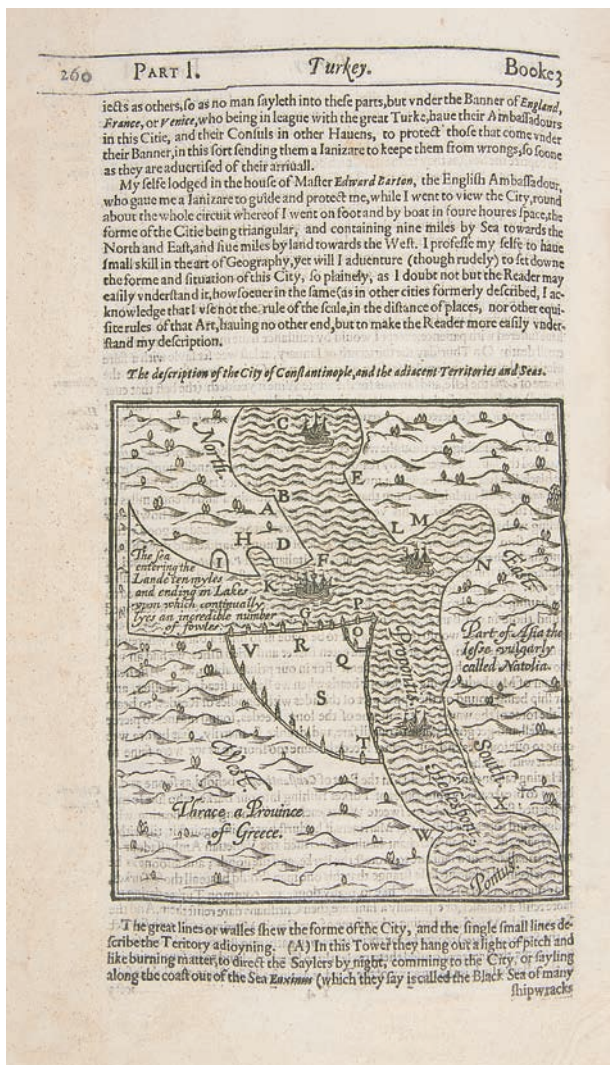 260 PART I. Turkey. Booke 3
iects as others, so as no man sayleth into these parts, but vnder the Banner of England,
France, or Venice, who being in league with the great Turke, haue their Ambassadours
in this Citie, and their Consuls in other Hauens, to protect those that come vnder
their Banner, in this sort sending them a Ianizare to keepe them from wrongs, so soone
as they are aduertised of their arriuall.
My selfe lodged in the house of Master Edward Barton, the English Ambassadour,
who gaue me a Ianizare to guide and protect me, while I went to view the City, round
about the whole circuit whereof I went on foot and by boat in foure houres space, the
forme of the Citie being triangular, and containing nine miles by Sea towards the
North and East, and fiue miles by land towards the West. I professe my selfe to haue
small skill in the art of Geography, yet will I aduenture (though rudely) to set downe
the forme and situation of this City, so plainely, as I doubt not but the Reader may
easily vnderstand it, howsoeuer in the same (as in other cities formerly described, I ac-
knowledge that I vse not the rule of the scale, in the distance of places, nor other equi-
site rules of that Art, hauing no other end, but to make the Reader more easily vnder-
stand my description.
The description of the City of Constantinople, and the adiacent Territories and Seas.
C
North.
E
B
A
L M
H
D
I
F
N
East.
The sea
entering the
Lande ten myles
and ending in Lakes
vpon which continually
lyes an incredible number
of fowles.
K
G
P
O
V
R
Q
S
T
Propontis
Part of Asia the
lesse vulgarly
called Natolia.
West.
South
X
Hellespont
W
Thrace a Prouince
of Greece.
Pontus
The great lines or walles shew the forme of the City, and the single small lines de-
scribe the Teritory adioyning. (A) In this Tower they hang out a light of pitch and
like burning matter, to direct the Saylers by night, comming to the City, or sayling
along the coast out of the Sea Euxinus (which they say is called the Black Sea of many
shipwracks